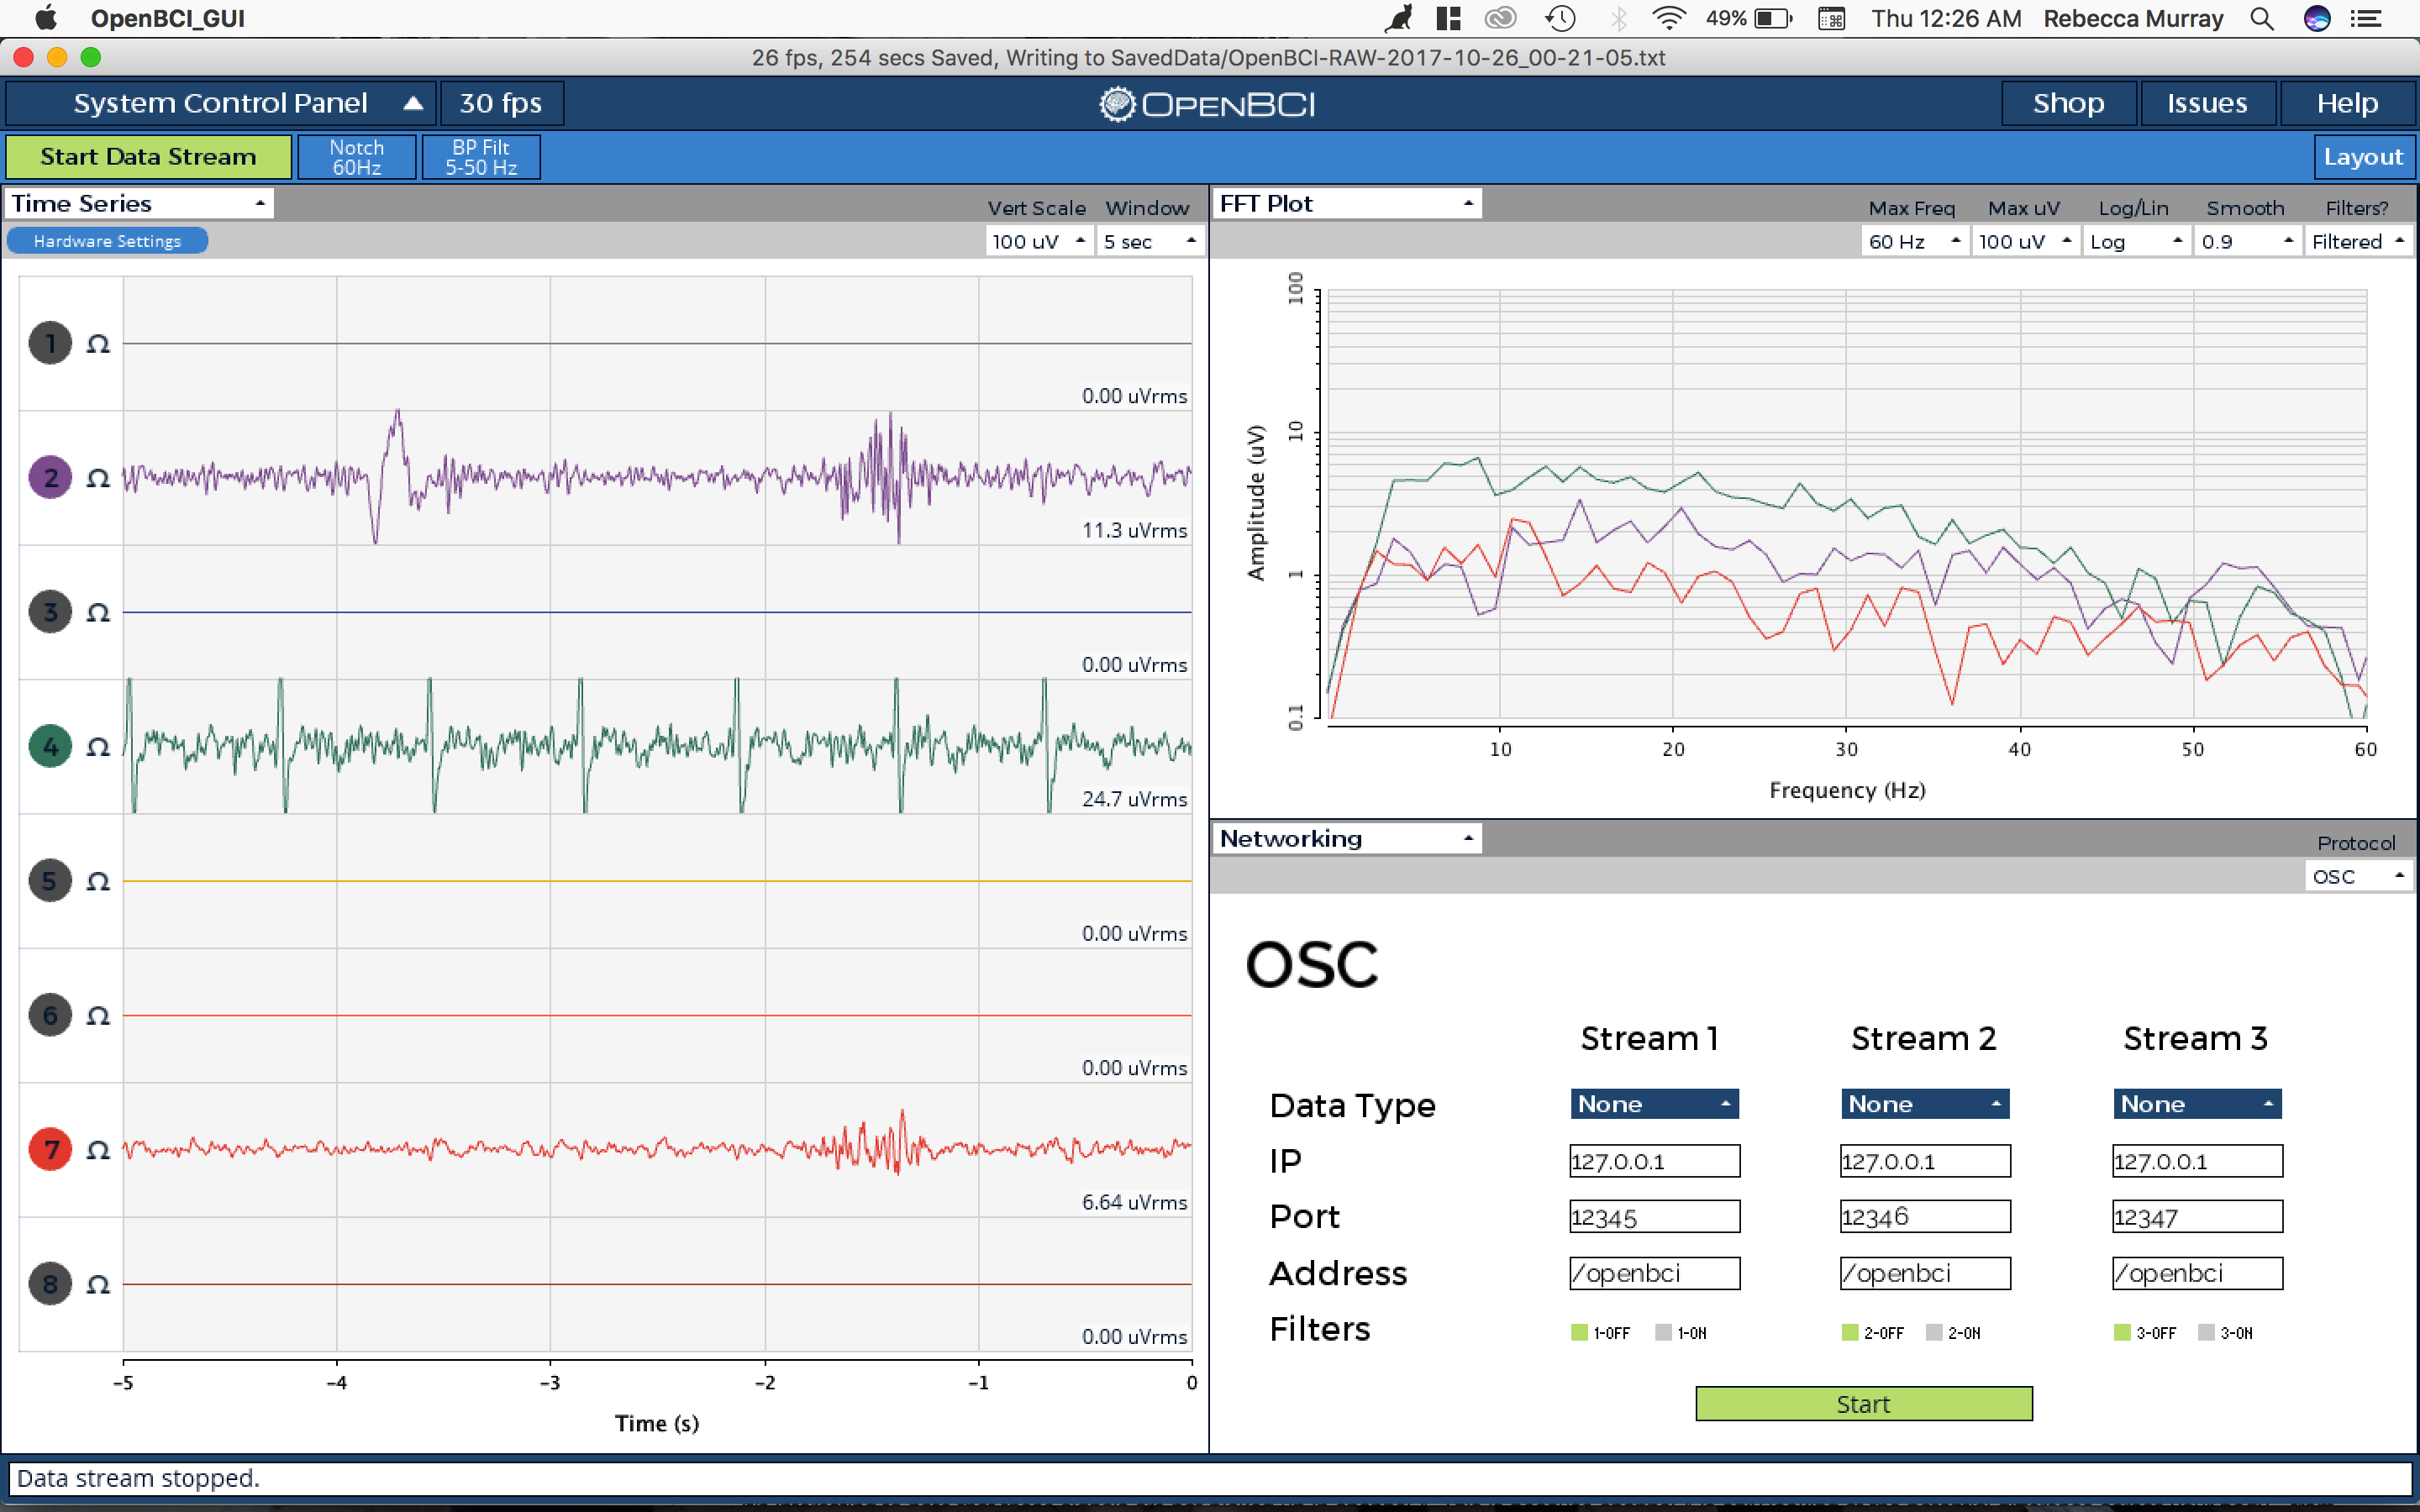 OpenBCI_GUI 49% Thu 12:26 AM Rebecca Murray
26 fps, 254 secs Saved, Writing to SavedData/OpenBCI-RAW-2017-10-26_00-21-05.txt
System Control Panel 30 fps OPENBCI Shop Issues Help
Start Data Stream Notch 60Hz BP Filt 5-50 Hz Layout
Time Series Vert Scale Window
Hardware Settings 100 uV 5 sec
1 Ω
0.00 uVrms
2 Ω
11.3 uVrms
3 Ω
0.00 uVrms
4 Ω
24.7 uVrms
5 Ω
0.00 uVrms
6 Ω
0.00 uVrms
7 Ω
6.64 uVrms
8 Ω
0.00 uVrms
-5 -4 -3 -2 -1 0
Time (s)
FFT Plot Max Freq Max uV Log/Lin Smooth Filters?
60 Hz 100 uV Log 0.9 Filtered
100
10
1
0.1
Amplitude (uV)
10 20 30 40 50 60
Frequency (Hz)
Networking Protocol
OSC
OSC
Stream 1 Stream 2 Stream 3
Data Type None None None
IP 127.0.0.1 127.0.0.1 127.0.0.1
Port 12345 12346 12347
Address /openbci /openbci /openbci
Filters 1-OFF 1-ON 2-OFF 2-ON 3-OFF 3-ON
Start
Data stream stopped.